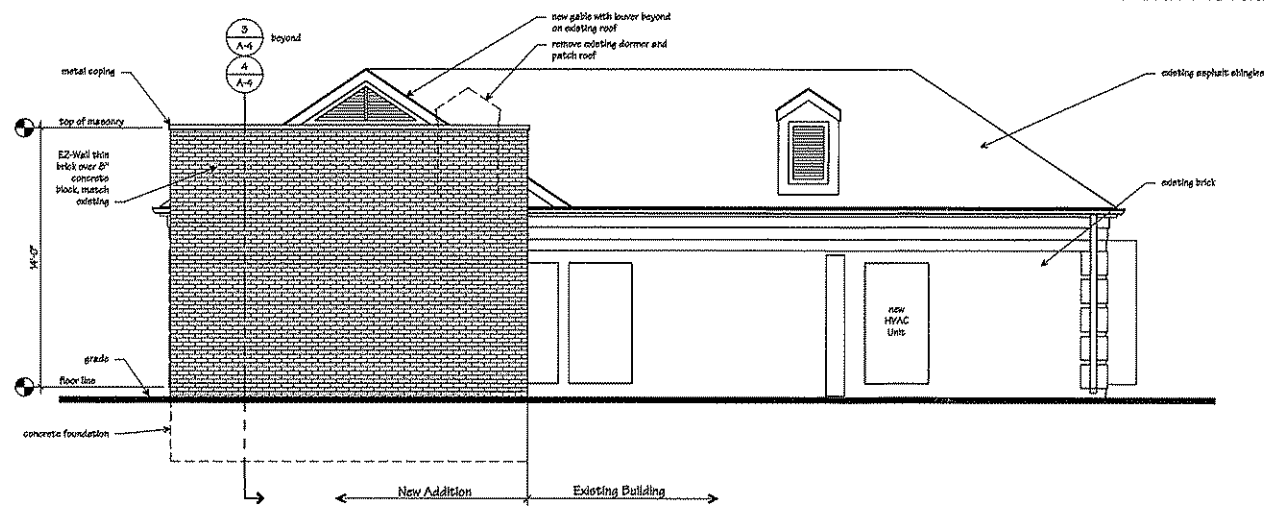 new gable with louver beyond
on existing roof
remove existing dormer and
patch roof
3
A-4
beyond
4
A-4
metal coping
existing asphalt shingles
top of masonry
EZ-Wall thin
brick over 8"
concrete
block, match
existing
existing brick
14'-0"
new
HVAC
Unit
grade
floor line
concrete foundation
New Addition
Existing Building